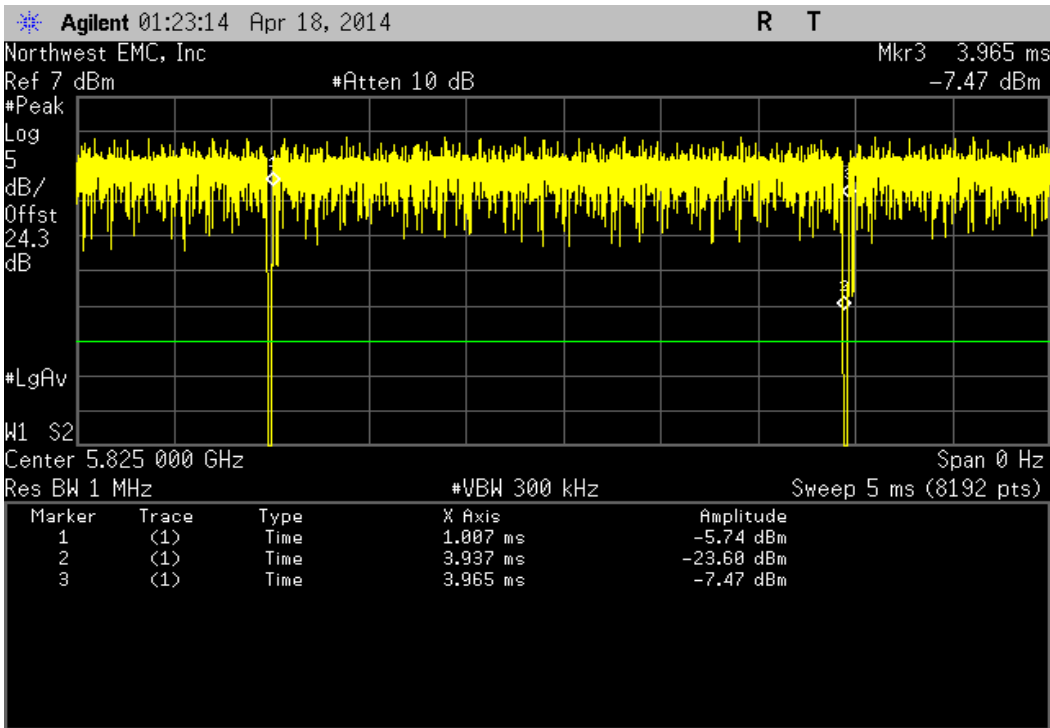 Agilent 01:23:14 Apr 18, 2014 R T
Northwest EMC, Inc Mkr3 3.965 ms
Ref 7 dBm #Atten 10 dB -7.47 dBm
#Peak
Log
5
dB/
Offst
24.3
dB
1
3
2
#LgAv
W1 S2
Center 5.825 000 GHz Span 0 Hz
Res BW 1 MHz #VBW 300 kHz Sweep 5 ms (8192 pts)
Marker Trace Type X Axis Amplitude
1 (1) Time 1.007 ms -5.74 dBm
2 (1) Time 3.937 ms -23.60 dBm
3 (1) Time 3.965 ms -7.47 dBm